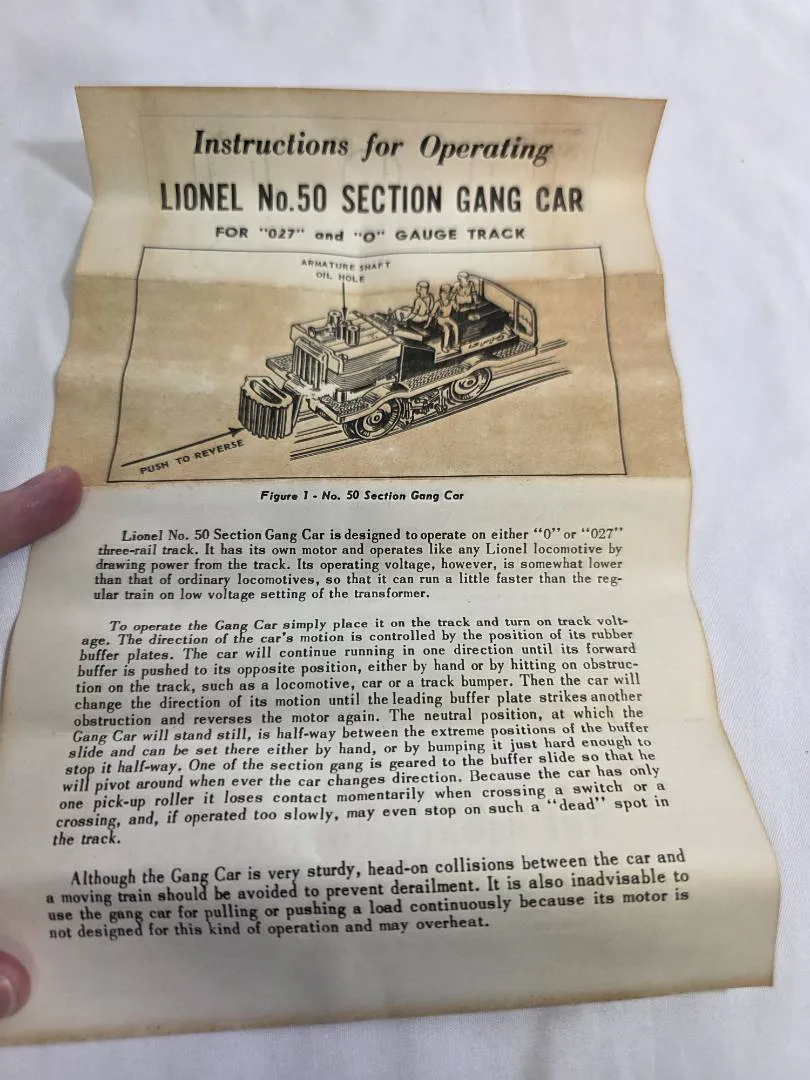 Instructions for Operating
LIONEL No.50 SECTION GANG CAR
FOR "027" and "O" GAUGE TRACK
ARMATURE SHAFT
OIL HOLE
PUSH TO REVERSE
Figure 1 - No. 50 Section Gang Car
Lionel No. 50 Section Gang Car is designed to operate on either "0" or "027"
three-rail track. It has its own motor and operates like any Lionel locomotive by
drawing power from the track. Its operating voltage, however, is somewhat lower
than that of ordinary locomotives, so that it can run a little faster than the reg-
ular train on low voltage setting of the transformer.
To operate the Gang Car simply place it on the track and turn on track volt-
age. The direction of the car's motion is controlled by the position of its rubber
buffer plates. The car will continue running in one direction until its forward
buffer is pushed to its opposite position, either by hand or by hitting on obstruc-
tion on the track, such as a locomotive, car or a track bumper. Then the car will
change the direction of its motion until the leading buffer plate strikes another
obstruction and reverses the motor again. The neutral position, at which the
Gang Car will stand still, is half-way between the extreme positions of the buffer
slide and can be set there either by hand, or by bumping it just hard enough to
stop it half-way. One of the section gang is geared to the buffer slide so that he
will pivot around when ever the car changes direction. Because the car has only
one pick-up roller it loses contact momentarily when crossing a switch or a
crossing, and, if operated too slowly, may even stop on such a "dead" spot in
the track.
Although the Gang Car is very sturdy, head-on collisions between the car and
a moving train should be avoided to prevent derailment. It is also inadvisable to
use the gang car for pulling or pushing a load continuously because its motor is
not designed for this kind of operation and may overheat.